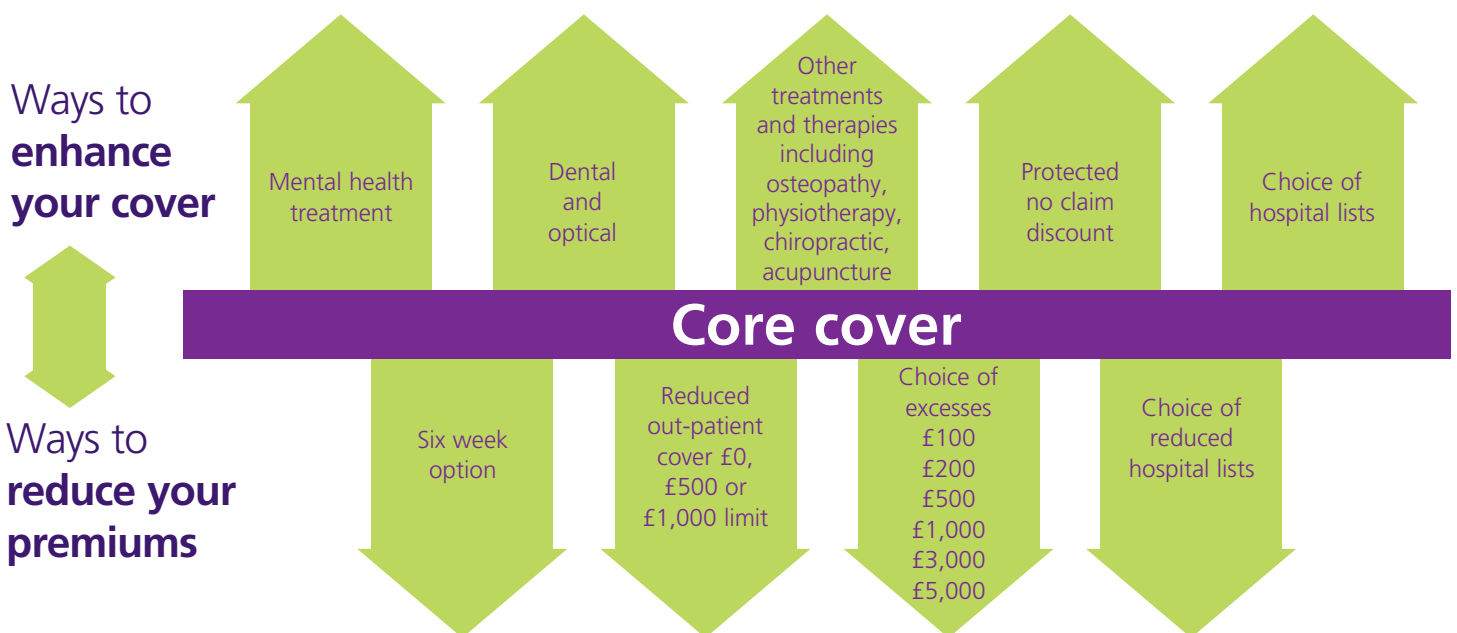 Ways to
enhance
your cover
Mental health
treatment
Dental
and
optical
Other
treatments
and therapies
including
osteopathy,
physiotherapy,
chiropractic,
acupuncture
Protected
no claim
discount
Choice of
hospital lists
Core cover
Ways to
reduce your
premiums
Six week
option
Reduced
out-patient
cover £0,
£500 or
£1,000 limit
Choice of
excesses
£100
£200
£500
£1,000
£3,000
£5,000
Choice of
reduced
hospital lists